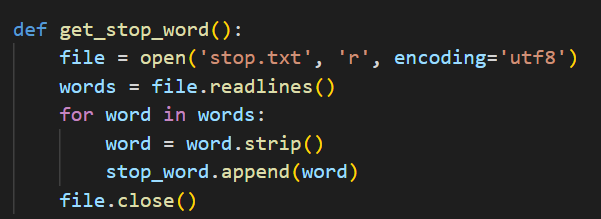 def get_stop_word():
    file = open('stop.txt', 'r', encoding='utf8')
    words = file.readlines()
    for word in words:
        word = word.strip()
        stop_word.append(word)
    file.close()